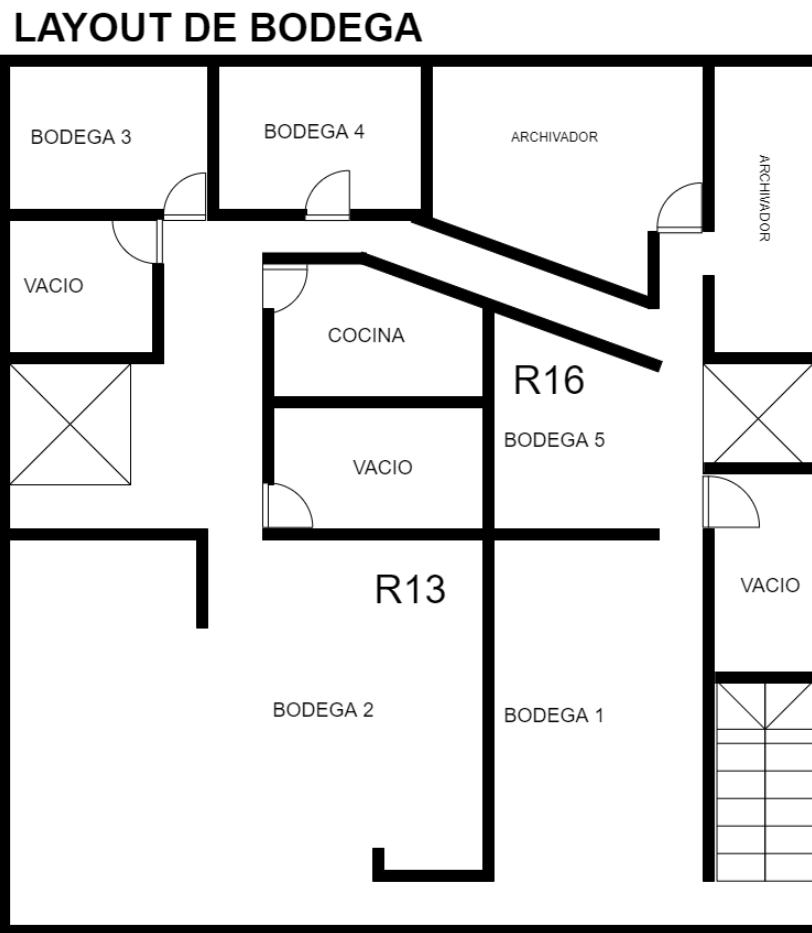 LAYOUT DE BODEGA
BODEGA 3
BODEGA 4
ARCHIVADOR
ARCHIVADOR
VACIO
COCINA
R16
BODEGA 5
VACIO
R13
VACIO
BODEGA 2
BODEGA 1